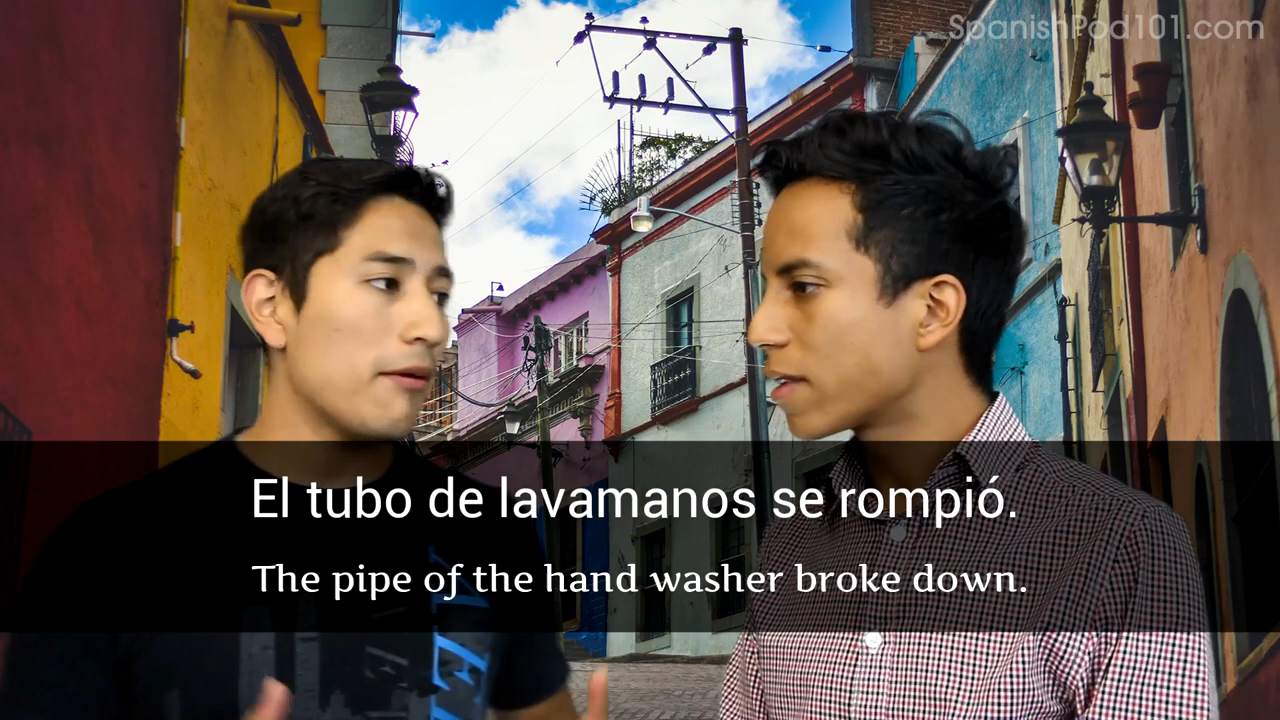 SpanishPod101.com
El tubo de lavamanos se rompió.
The pipe of the hand washer broke down.